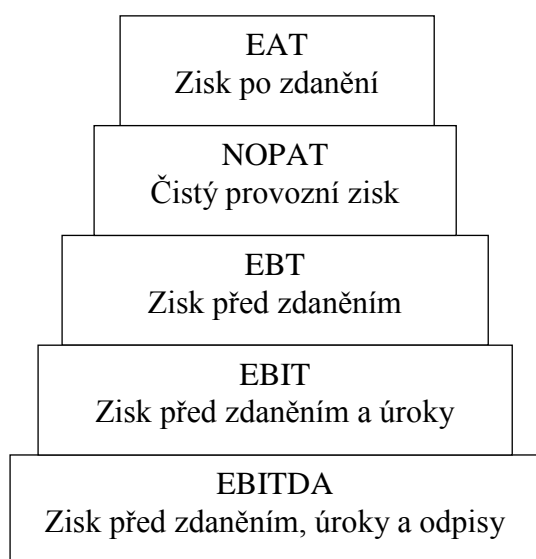 EAT
Zisk po zdanění
NOPAT
Čistý provozní zisk
EBT
Zisk před zdaněním
EBIT
Zisk před zdaněním a úroky
EBITDA
Zisk před zdaněním, úroky a odpisy